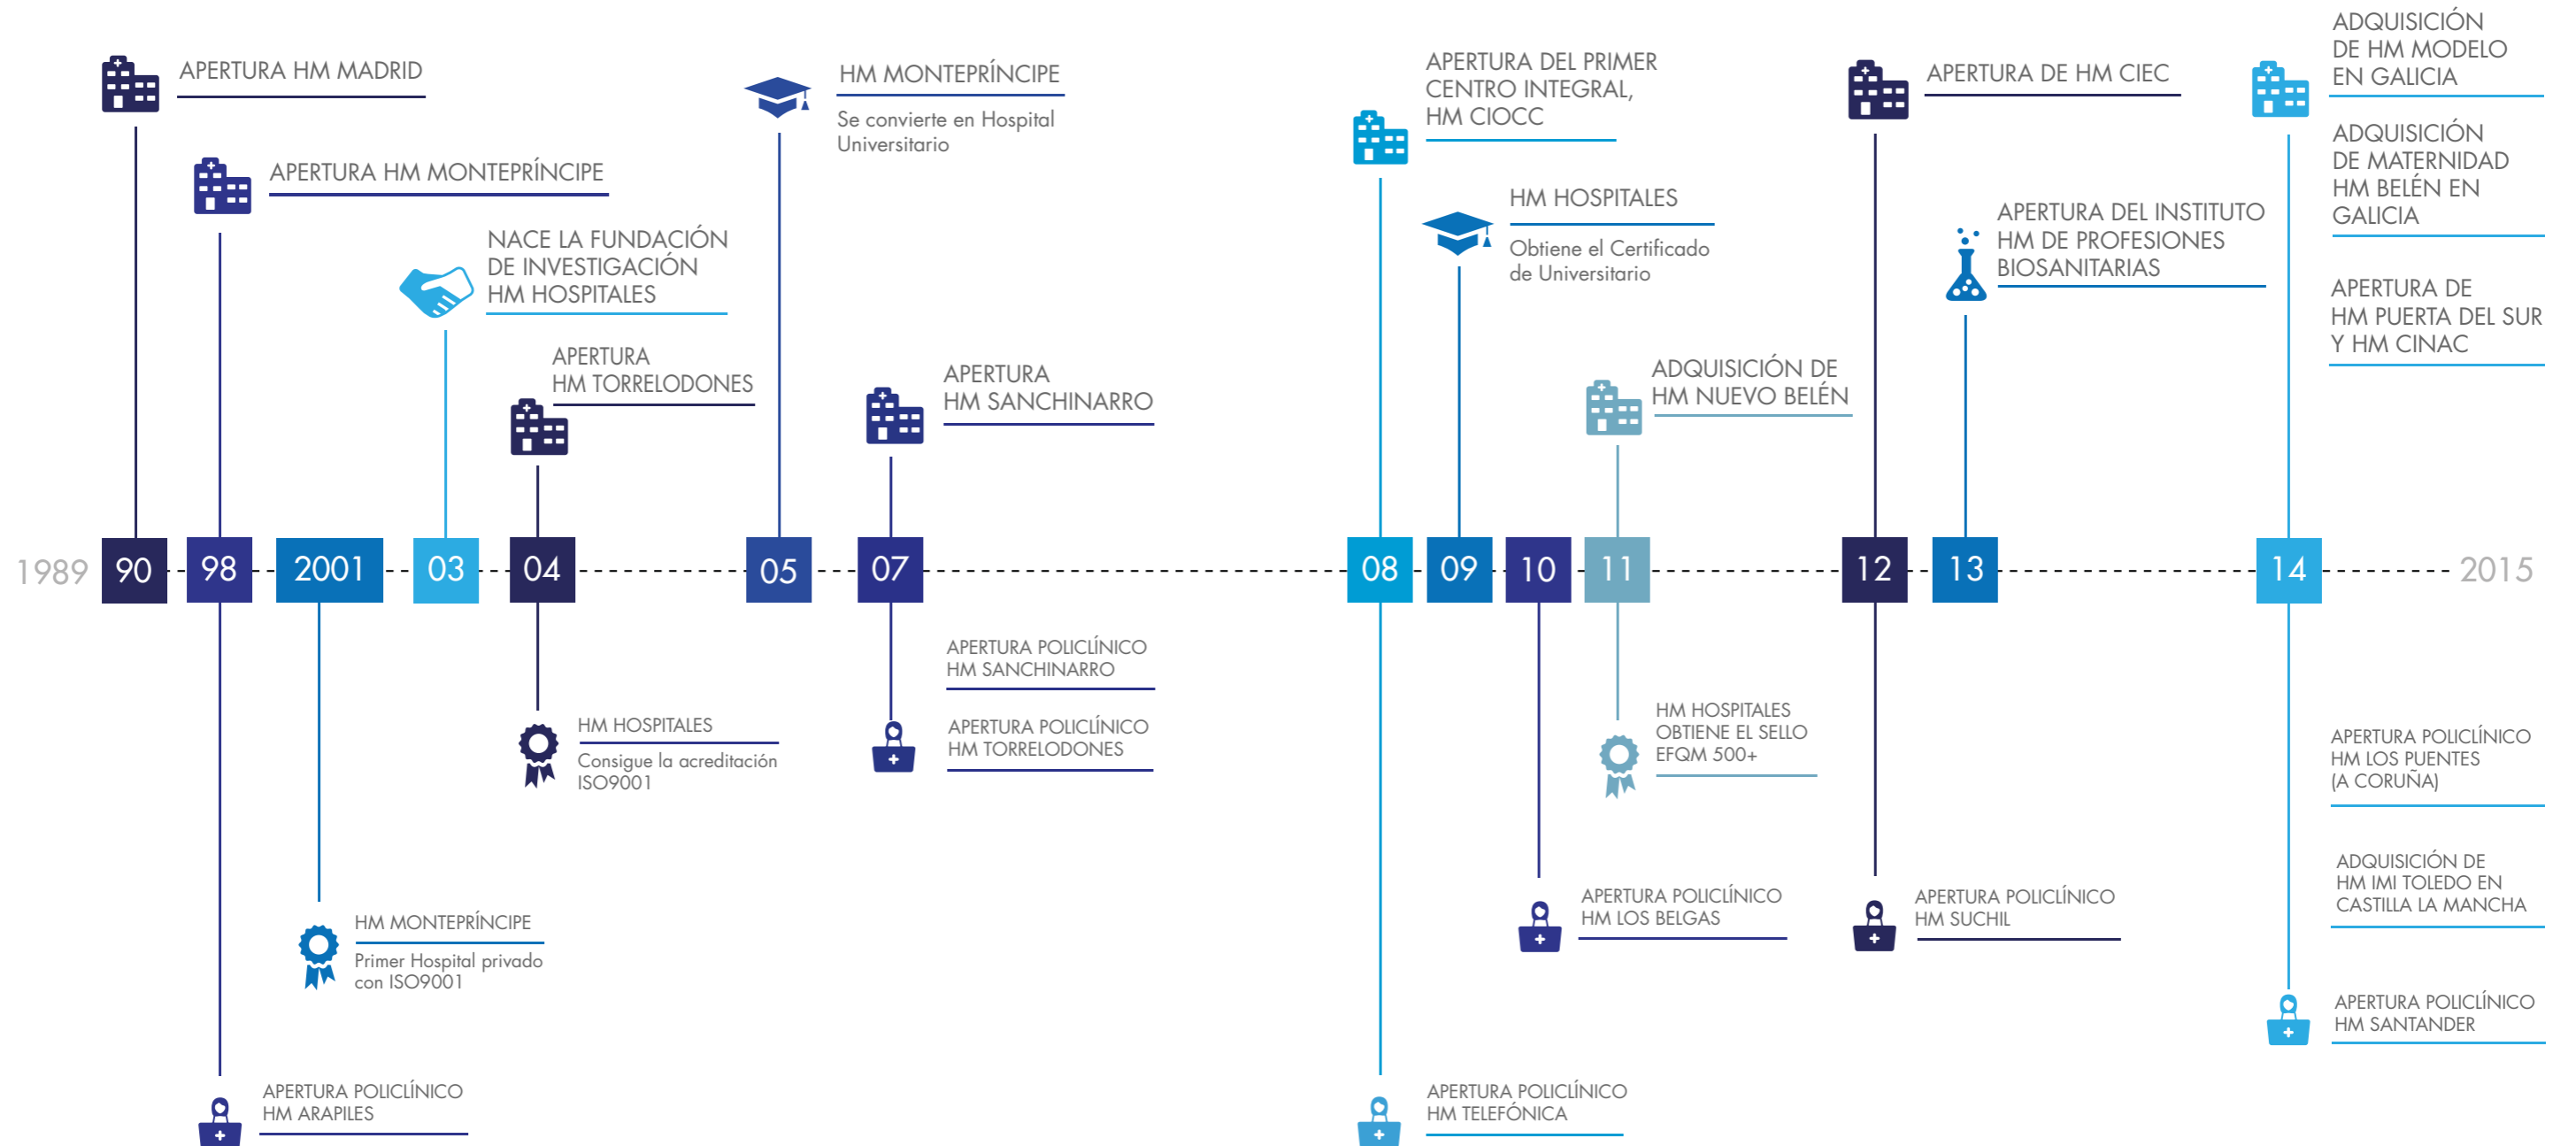 APERTURA HM MADRID
APERTURA HM MONTEPRÍNCIPE
NACE LA FUNDACIÓN
DE INVESTIGACIÓN
HM HOSPITALES
APERTURA
HM TORRELODONES
HM MONTEPRÍNCIPE
Se convierte en Hospital
Universitario
APERTURA
HM SANCHINARRO
APERTURA DEL PRIMER
CENTRO INTEGRAL,
HM CIOCC
HM HOSPITALES
Obtiene el Certificado
de Universitario
ADQUISICIÓN DE
HM NUEVO BELÉN
APERTURA DE HM CIEC
APERTURA DEL INSTITUTO
HM DE PROFESIONES
BIOSANITARIAS
ADQUISICIÓN
DE HM MODELO
EN GALICIA
ADQUISICIÓN
DE MATERNIDAD
HM BELÉN EN
GALICIA
APERTURA DE
HM PUERTA DEL SUR
Y HM CINAC
1989 90 98 2001 03 04 05 07 08 09 10 11 12 13 14 2015
APERTURA POLICLÍNICO
HM ARAPILES
HM MONTEPRÍNCIPE
Primer Hospital privado
con ISO9001
HM HOSPITALES
Consigue la acreditación
ISO9001
APERTURA POLICLÍNICO
HM SANCHINARRO
APERTURA POLICLÍNICO
HM TORRELODONES
APERTURA POLICLÍNICO
HM TELEFÓNICA
APERTURA POLICLÍNICO
HM LOS BELGAS
HM HOSPITALES
OBTIENE EL SELLO
EFQM 500+
APERTURA POLICLÍNICO
HM SUCHIL
APERTURA POLICLÍNICO
HM LOS PUENTES
(A CORUÑA)
ADQUISICIÓN DE
HM IMI TOLEDO EN
CASTILLA LA MANCHA
APERTURA POLICLÍNICO
HM SANTANDER